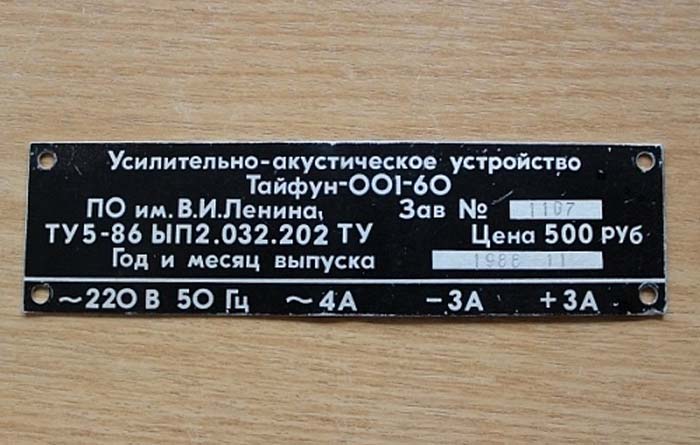 Усилительно-акустическое устройство
Тайфун-001-60
ПО им. В.И.Ленина, Зав № 1107
ТУ5-86 ЫП2.032.202 ТУ Цена 500 РУБ
Год и месяц выпуска 1988 11
~220 В 50 Гц ~4А -3А +3А